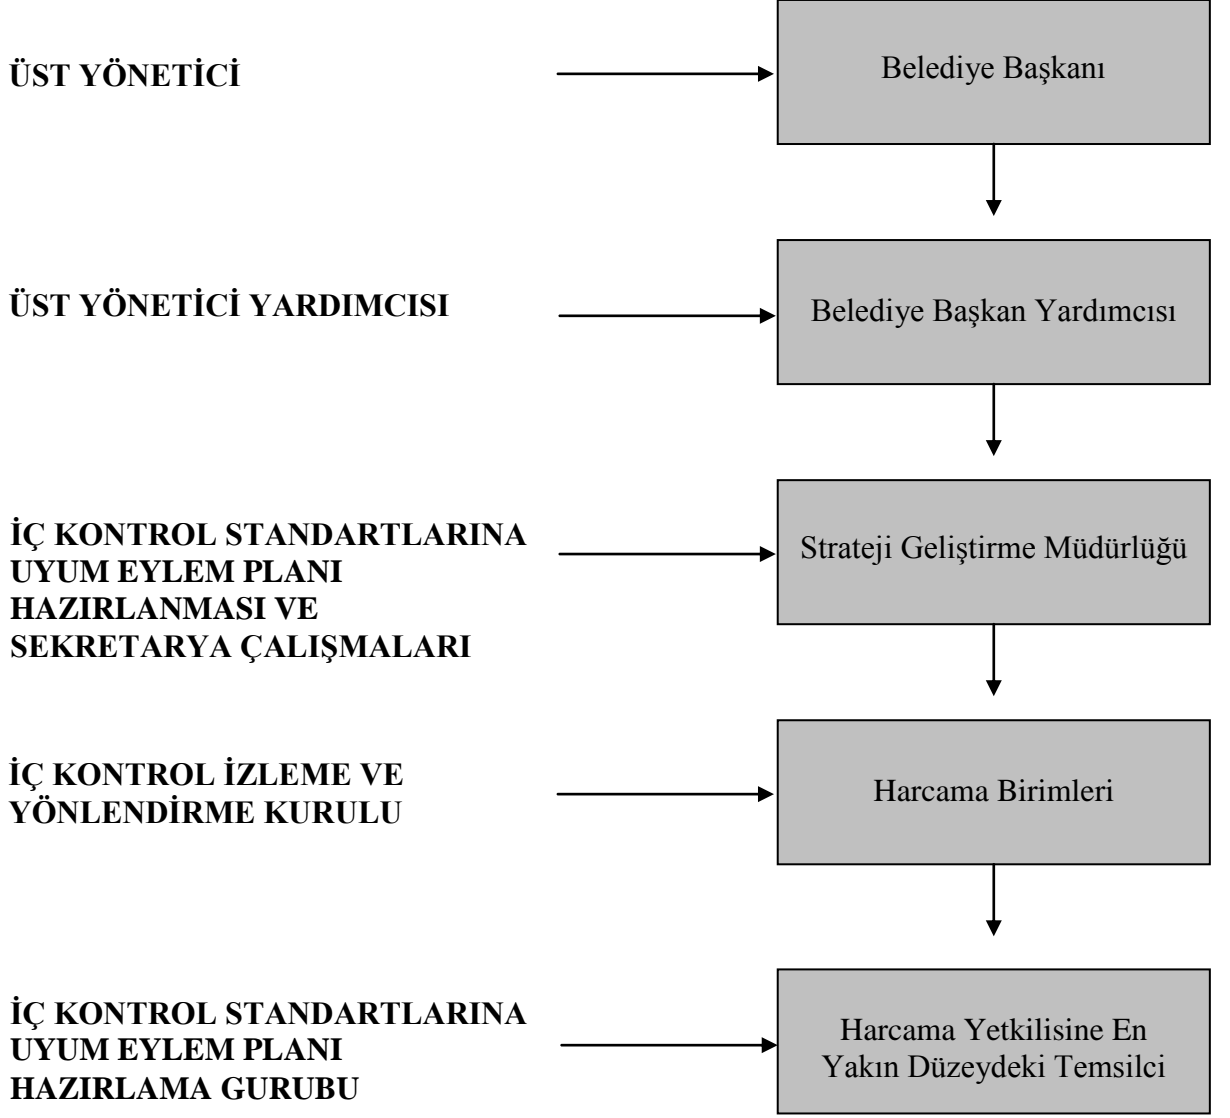 ÜST YÖNETİCİ
Belediye Başkanı
ÜST YÖNETİCİ YARDIMCISI
Belediye Başkan Yardımcısı
İÇ KONTROL STANDARTLARINA
UYUM EYLEM PLANI
HAZIRLANMASI VE
SEKRETARYA ÇALIŞMALARI
Strateji Geliştirme Müdürlüğü
İÇ KONTROL İZLEME VE
YÖNLENDİRME KURULU
Harcama Birimleri
İÇ KONTROL STANDARTLARINA
UYUM EYLEM PLANI
HAZIRLAMA GURUBU
Harcama Yetkilisine En
Yakın Düzeydeki Temsilci